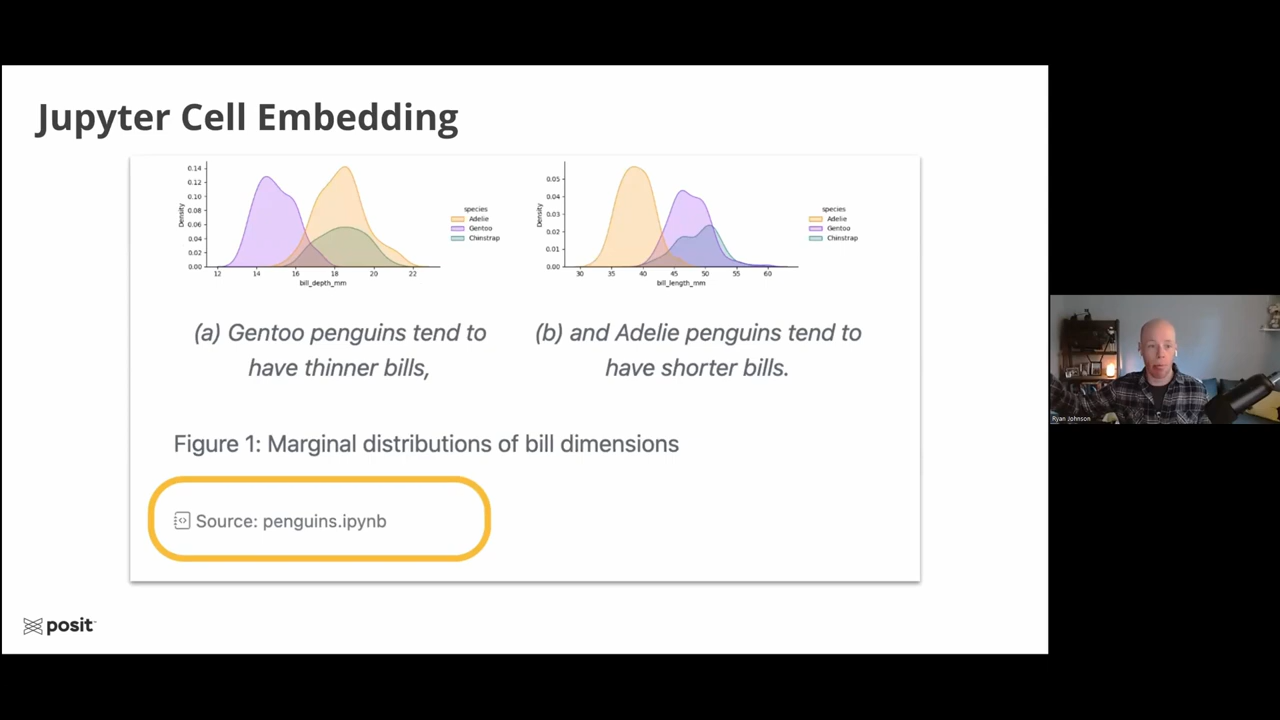 Jupyter Cell Embedding
0.14
0.12
0.10
0.08
0.06
0.04
0.02
0.00
Density
12 14 16 18 20 22
bill_depth_mm
species
Adelie
Gentoo
Chinstrap
0.05
0.04
0.03
0.02
0.01
0.00
Density
30 35 40 45 50 55 60
bill_length_mm
species
Adelie
Gentoo
Chinstrap
(a) Gentoo penguins tend to
have thinner bills,
(b) and Adelie penguins tend to
have shorter bills.
Figure 1: Marginal distributions of bill dimensions
Source: penguins.ipynb
posit
Ryan Johnson